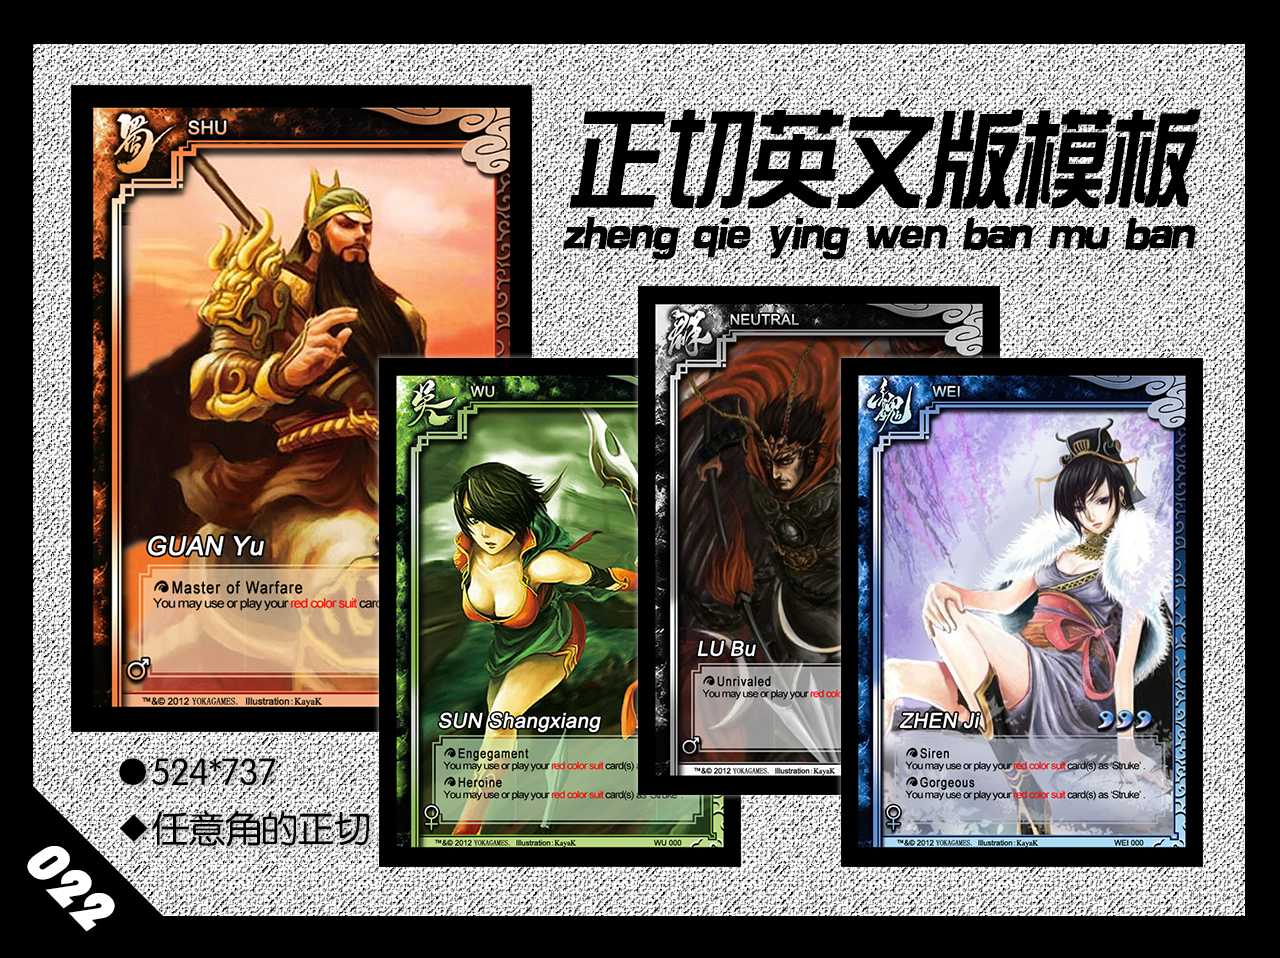 正切英文版模板
zheng qie ying wen ban mu ban
蜀
SHU
GUAN Yu
Master of Warfare
You may use or play your red color suit card
™&© 2012 YOKAGAMES. Illustration:KayaK
吴
WU
SUN Shangxiang
Engegament
You may use or play your red color suit card(s) a
Heroine
You may use or play your red color suit card(s) as 'Struke'
™&© 2012 YOKAGAMES. Illustration:KayaK
WU 000
群
NEUTRAL
LU Bu
Unrivaled
You may use or play your red colo
™&© 2012 YOKAGAMES. Illustration:KayaK
魏
WEI
ZHEN Ji
Siren
You may use or play your red color suit card(s) as 'Struke' .
Gorgeous
You may use or play your red color suit card(s) as 'Struke' .
™&© 2012 YOKAGAMES. Illustration:KayaK
WEI 000
●524*737
◆任意角的正切
022